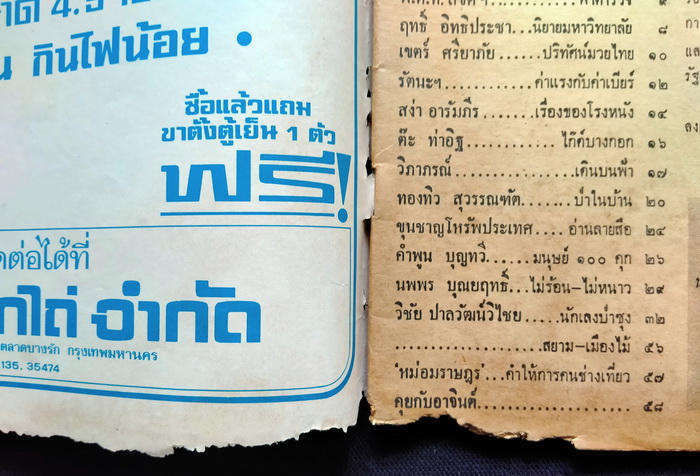 กินไฟน้อย •
ซื้อแล้วแถม
ขาตั้งตู้เย็น 1 ตัว
ฟรี!
ต่อได้ที่
จำกัด
ตลาดบางรัก กรุงเทพมหานคร
135. 35474
ฤทธิ์ อิทธิประชา...นิยายมหาวิทยาลัย ๘
เขตร์ ศรียาภัย......ปริทัศน์มวยไทย ๑๐
รัตนะฯ............ค่าแรงกับค่าเบียร์ ๑๒
สง่า อารัมภีร.......เรื่องของโรงหนัง ๑๔
ต๊ะ ท่าอิฐ............ไก๊ด์บางกอก ๑๖
วิภาภรณ์................เดินบนฟ้า ๑๗
ทองทิว สุวรรณฑัต.......บ๋าในบ้าน ๒๐
ขุนชาญโหรัพประเทศ....อ่านลายสือ ๒๔
คำพูน บุญทวี......มนุษย์ ๑๐๐ คุก ๒๖
นพพร บุณยฤทธิ์...ไม่ร้อน-ไม่หนาว ๒๙
วิชัย ปาลวัฒน์วิไชย.....นักเลงบ๋าซุง ๓๒
.....................สยาม-เมืองไม้ ๕๖
'หม่อมราษฎร'...คำให้การคนช่างเที่ยว ๕๗
คุยกับอาจินต์.................... ๕๘